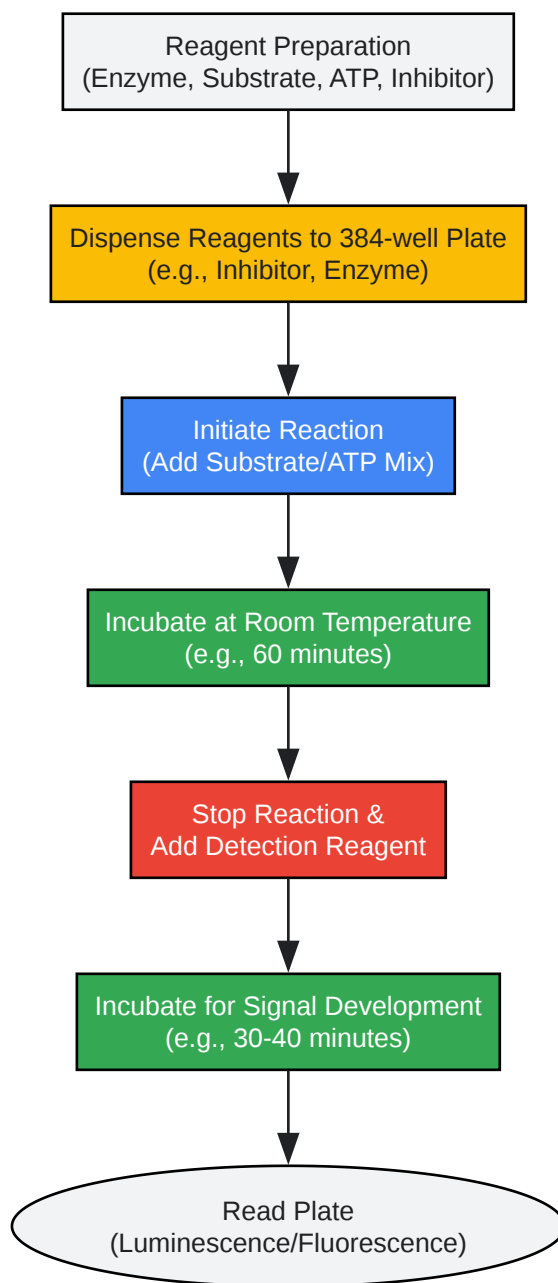 Reagent Preparation
(Enzyme, Substrate, ATP, Inhibitor)
Dispense Reagents to 384-well Plate
(e.g., Inhibitor, Enzyme)
Initiate Reaction
(Add Substrate/ATP Mix)
Incubate at Room Temperature
(e.g., 60 minutes)
Stop Reaction &
Add Detection Reagent
Incubate for Signal Development
(e.g., 30-40 minutes)
Read Plate
(Luminescence/Fluorescence)